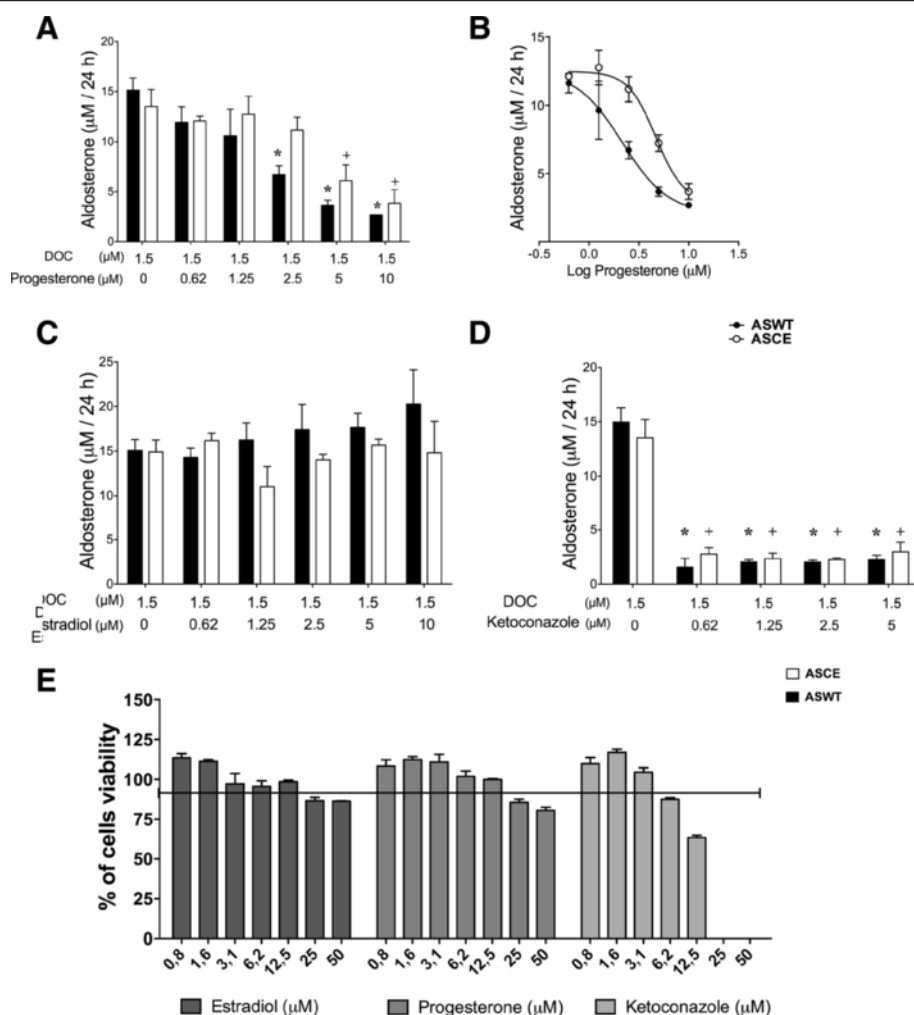 A
Aldosterone (μM / 24 h)
20
15
10
5
0
* * *
+ +
DOC (μM) 1.5 1.5 1.5 1.5 1.5 1.5
Progesterone (μM) 0 0.62 1.25 2.5 5 10
B
Aldosterone (μM / 24 h)
15
10
5
-0.5 0.0 0.5 1.0 1.5
Log Progesterone (μM)
ASWT
ASCE
C
Aldosterone (μM / 24 h)
25
20
15
10
5
0
OC (μM) 1.5 1.5 1.5 1.5 1.5 1.5
stradiol (μM) 0 0.62 1.25 2.5 5 10
D
Aldosterone (μM / 24 h)
20
15
10
5
0
* + * + * + * +
DOC (μM) 1.5 1.5 1.5 1.5 1.5
Ketoconazole (μM) 0 0.62 1.25 2.5 5
ASCE
ASWT
E
% of cells viability
150
125
100
75
50
25
0
0,8 1,6 3,1 6,2 12,5 25 50 0,8 1,6 3,1 6,2 12,5 25 50 0,8 1,6 3,1 6,2 12,5 25 50
Estradiol (μM) Progesterone (μM) Ketoconazole (μM)